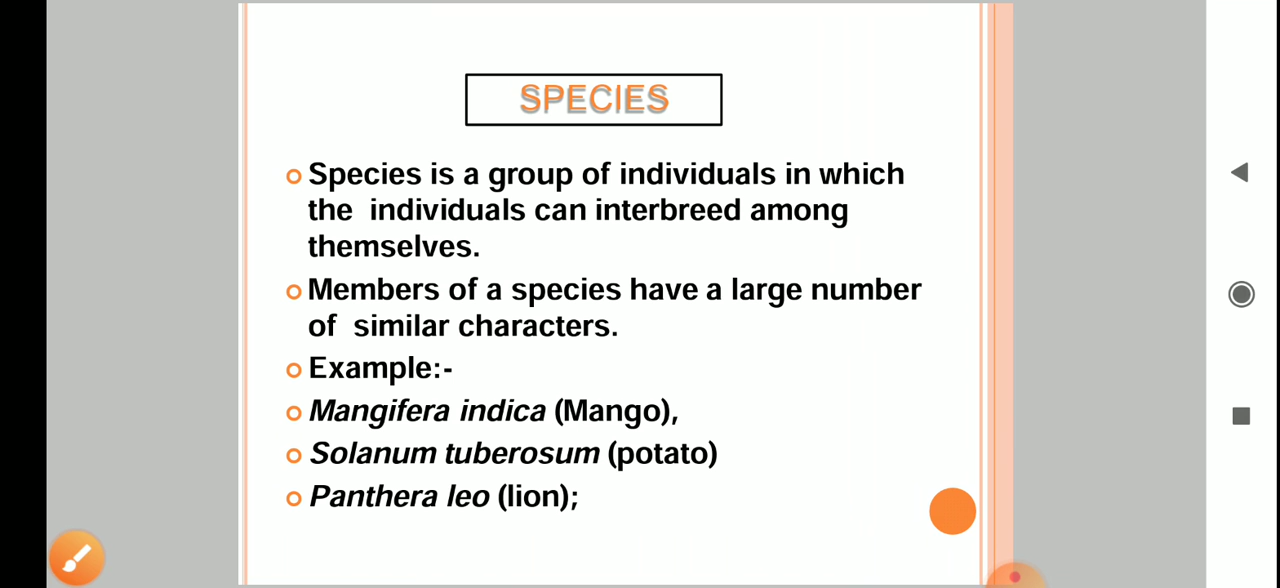 SPECIES
Species is a group of individuals in which
the individuals can interbreed among
themselves.
Members of a species have a large number
of similar characters.
Example:-
Mangifera indica (Mango),
Solanum tuberosum (potato)
Panthera leo (lion);